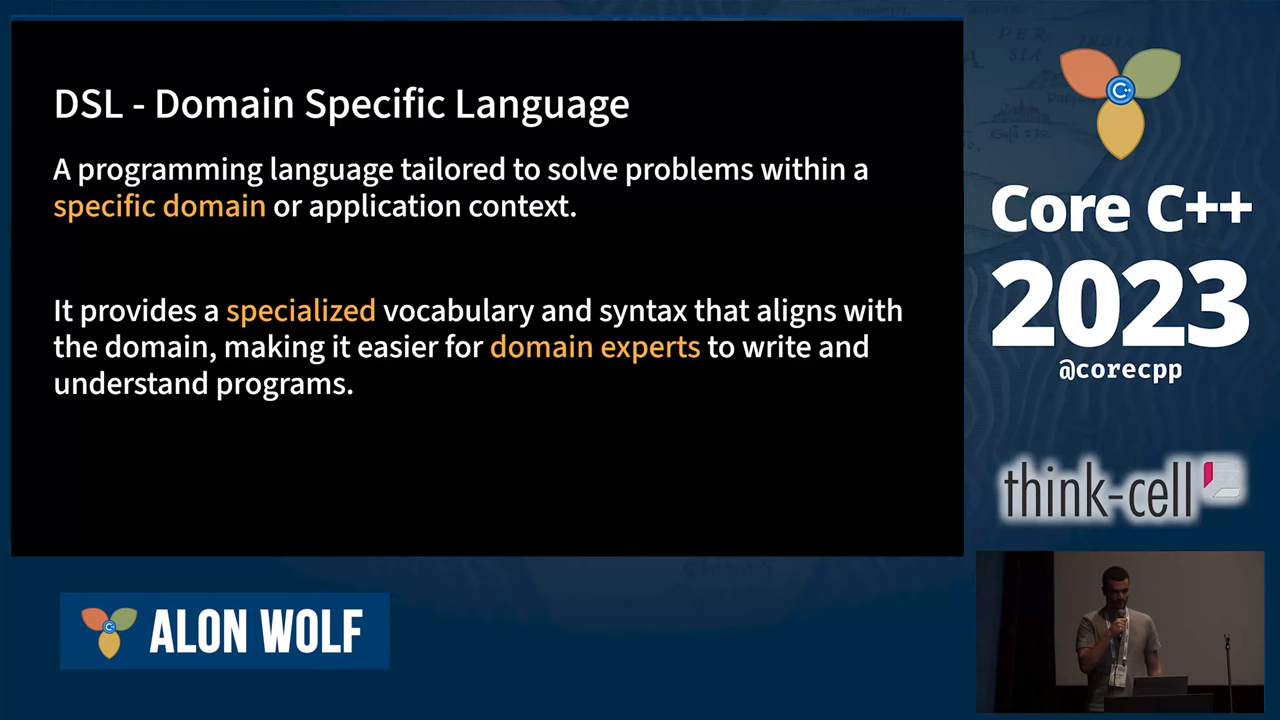 DSL - Domain Specific Language
A programming language tailored to solve problems within a
specific domain or application context.
It provides a specialized vocabulary and syntax that aligns with
the domain, making it easier for domain experts to write and
understand programs.
C++
Core C++
2023
@corecpp
think-cell
C++
ALON WOLF